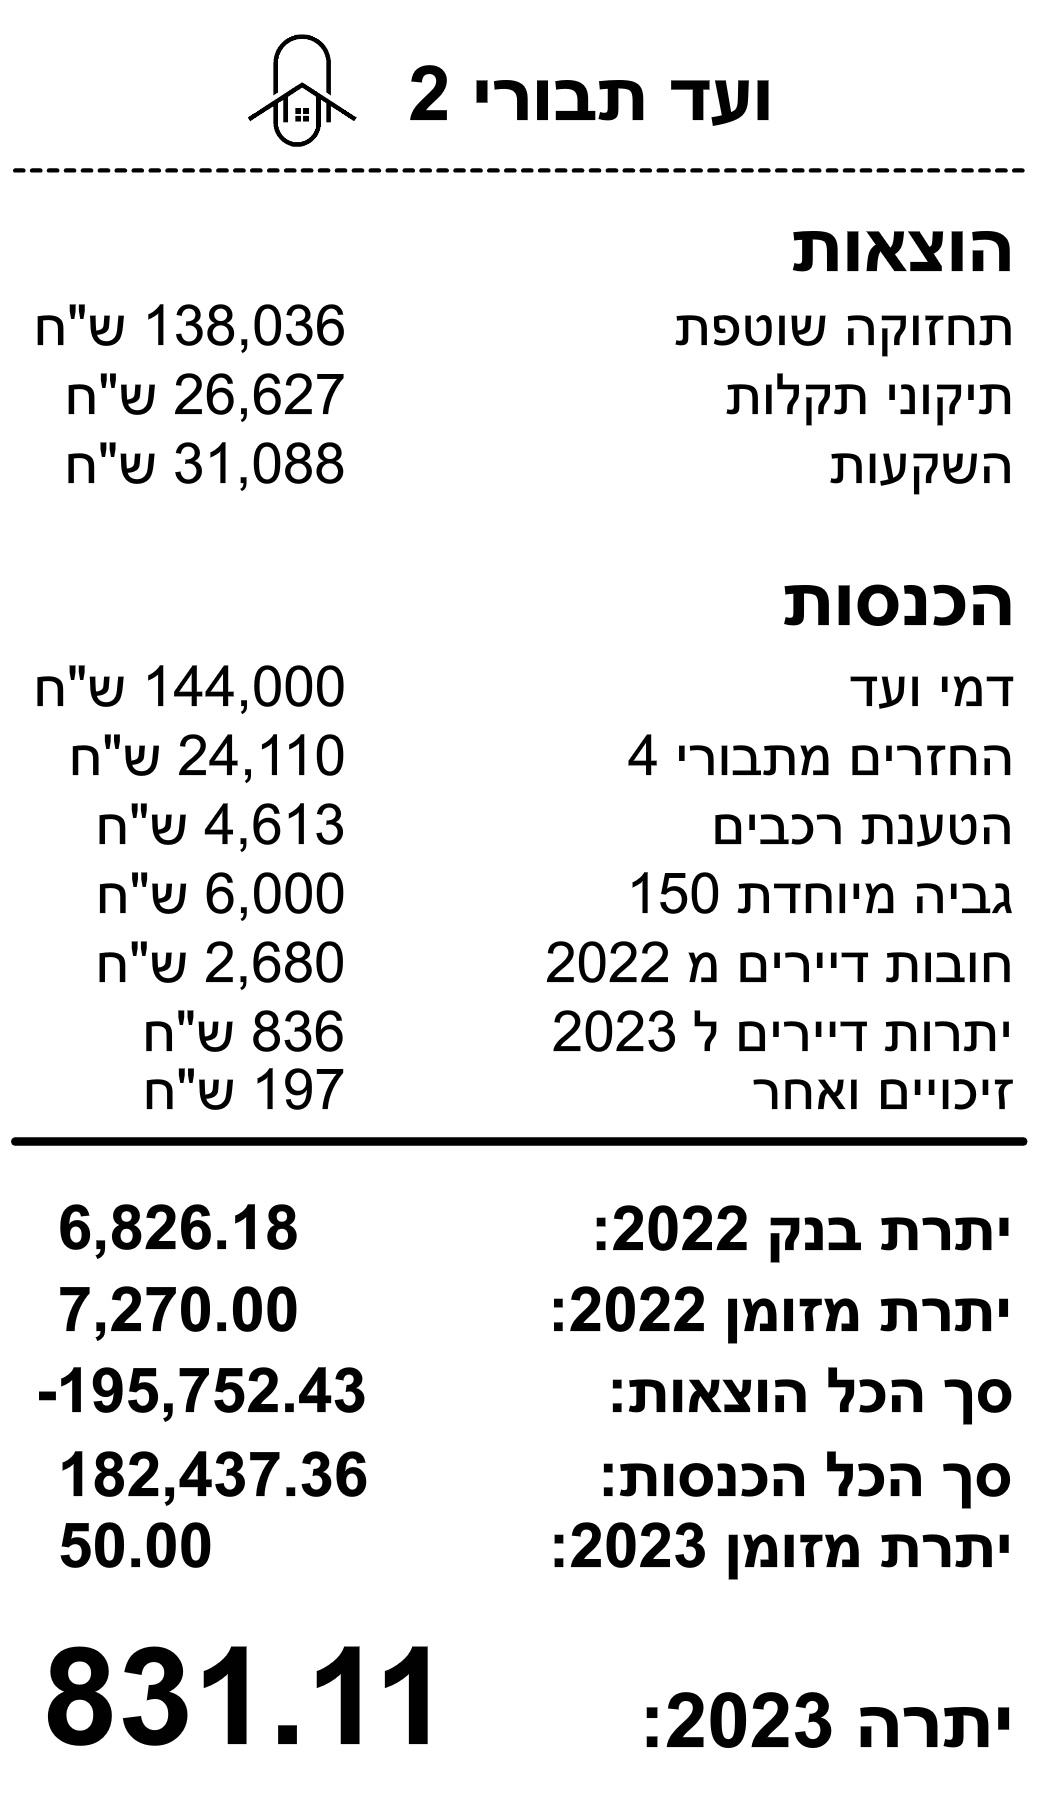 ועד תבורי 2
הוצאות
תחזוקה שוטפת 138,036 ש"ח
תיקוני תקלות 26,627 ש"ח
השקעות 31,088 ש"ח
הכנסות
דמי ועד 144,000 ש"ח
החזרים מתבורי 4 24,110 ש"ח
הטענת רכבים 4,613 ש"ח
גביה מיוחדת 150 6,000 ש"ח
חובות דיירים מ 2022 2,680 ש"ח
יתרות דיירים ל 2023 836 ש"ח
זיכויים ואחר 197 ש"ח
יתרת בנק 2022: 6,826.18
יתרת מזומן 2022: 7,270.00
סך הכל הוצאות: -195,752.43
סך הכל הכנסות: 182,437.36
יתרת מזומן 2023: 50.00
יתרה 2023: 831.11